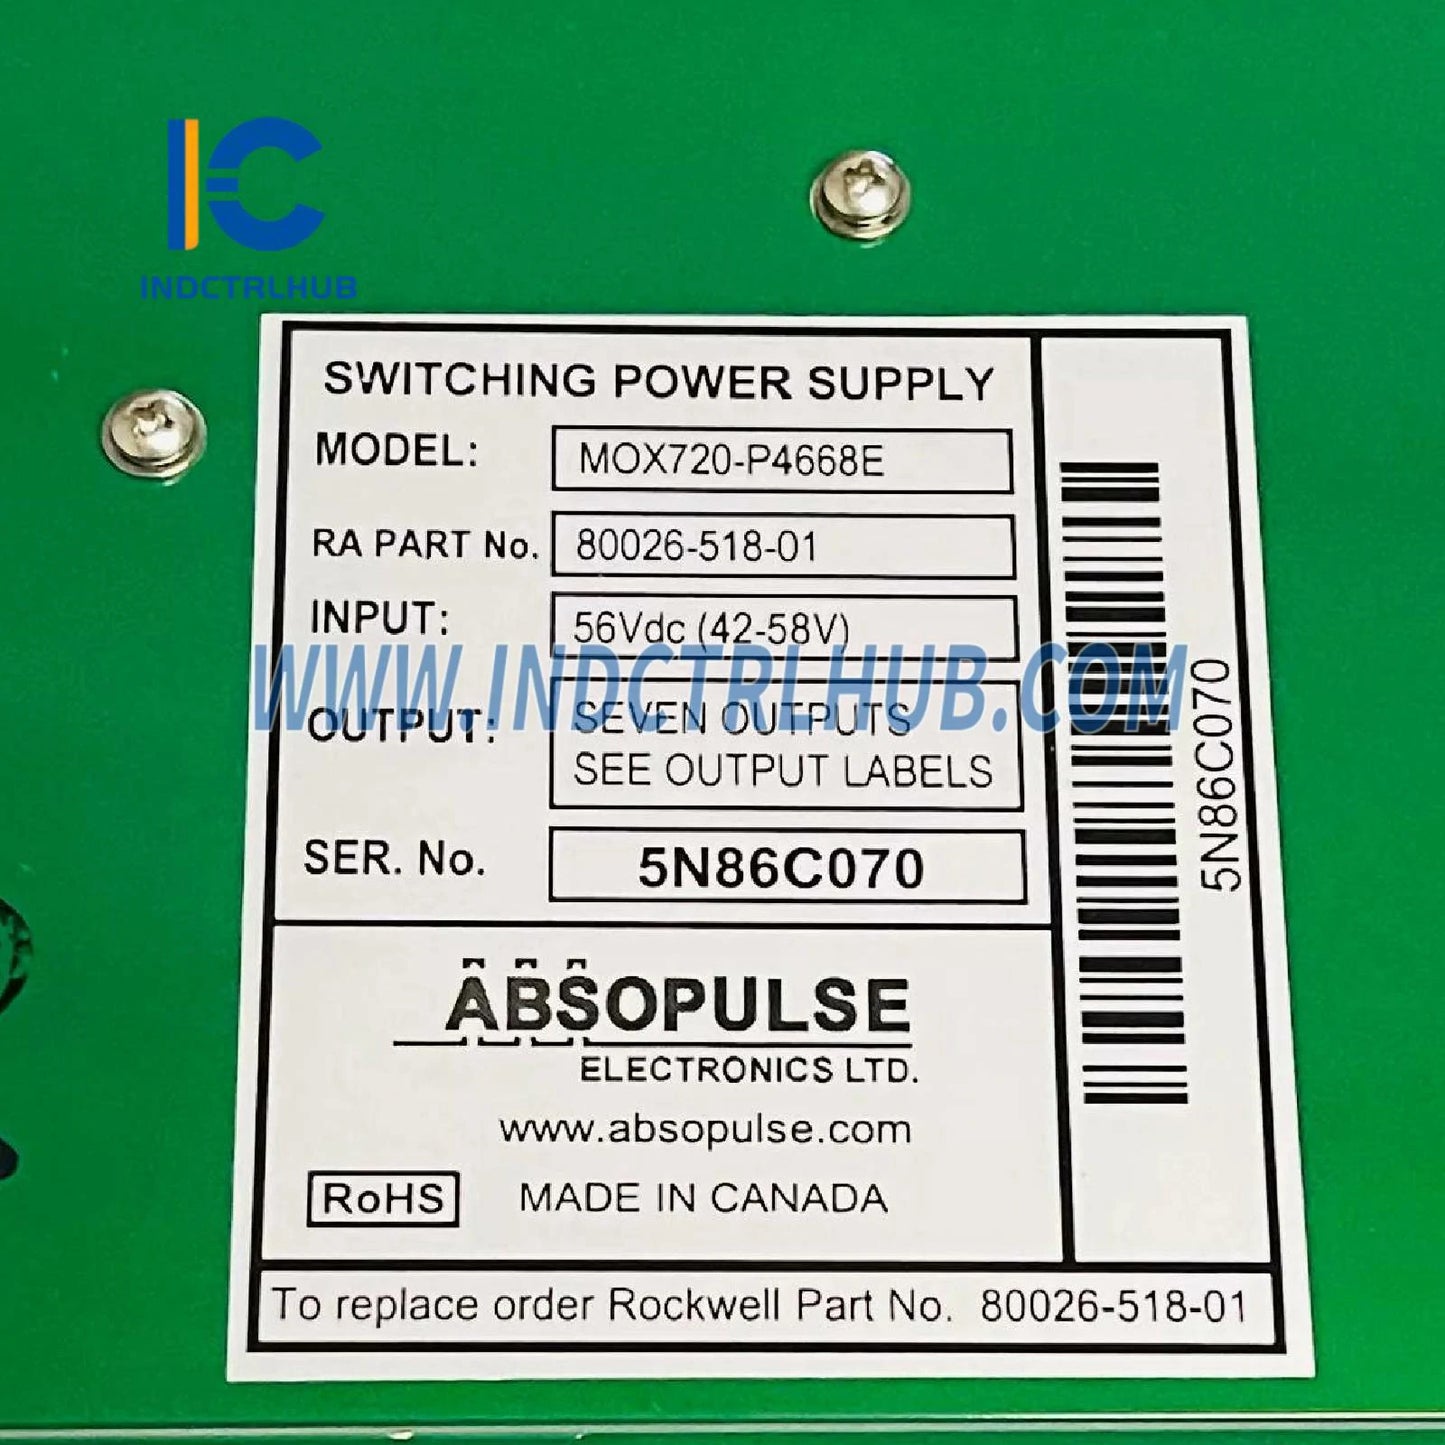 INDCTRLHUB
SWITCHING POWER SUPPLY
MODEL: MOX720-P4668E
RA PART No. 80026-518-01
INPUT: 56Vdc (42-58V)
WWW.INDCTRLHUB.COM
OUTPUT: SEVEN OUTPUTS
SEE OUTPUT LABELS
SER. No. 5N86C070
5N86C070
ABSOPULSE
ELECTRONICS LTD.
www.absopulse.com
RoHS MADE IN CANADA
To replace order Rockwell Part No. 80026-518-01